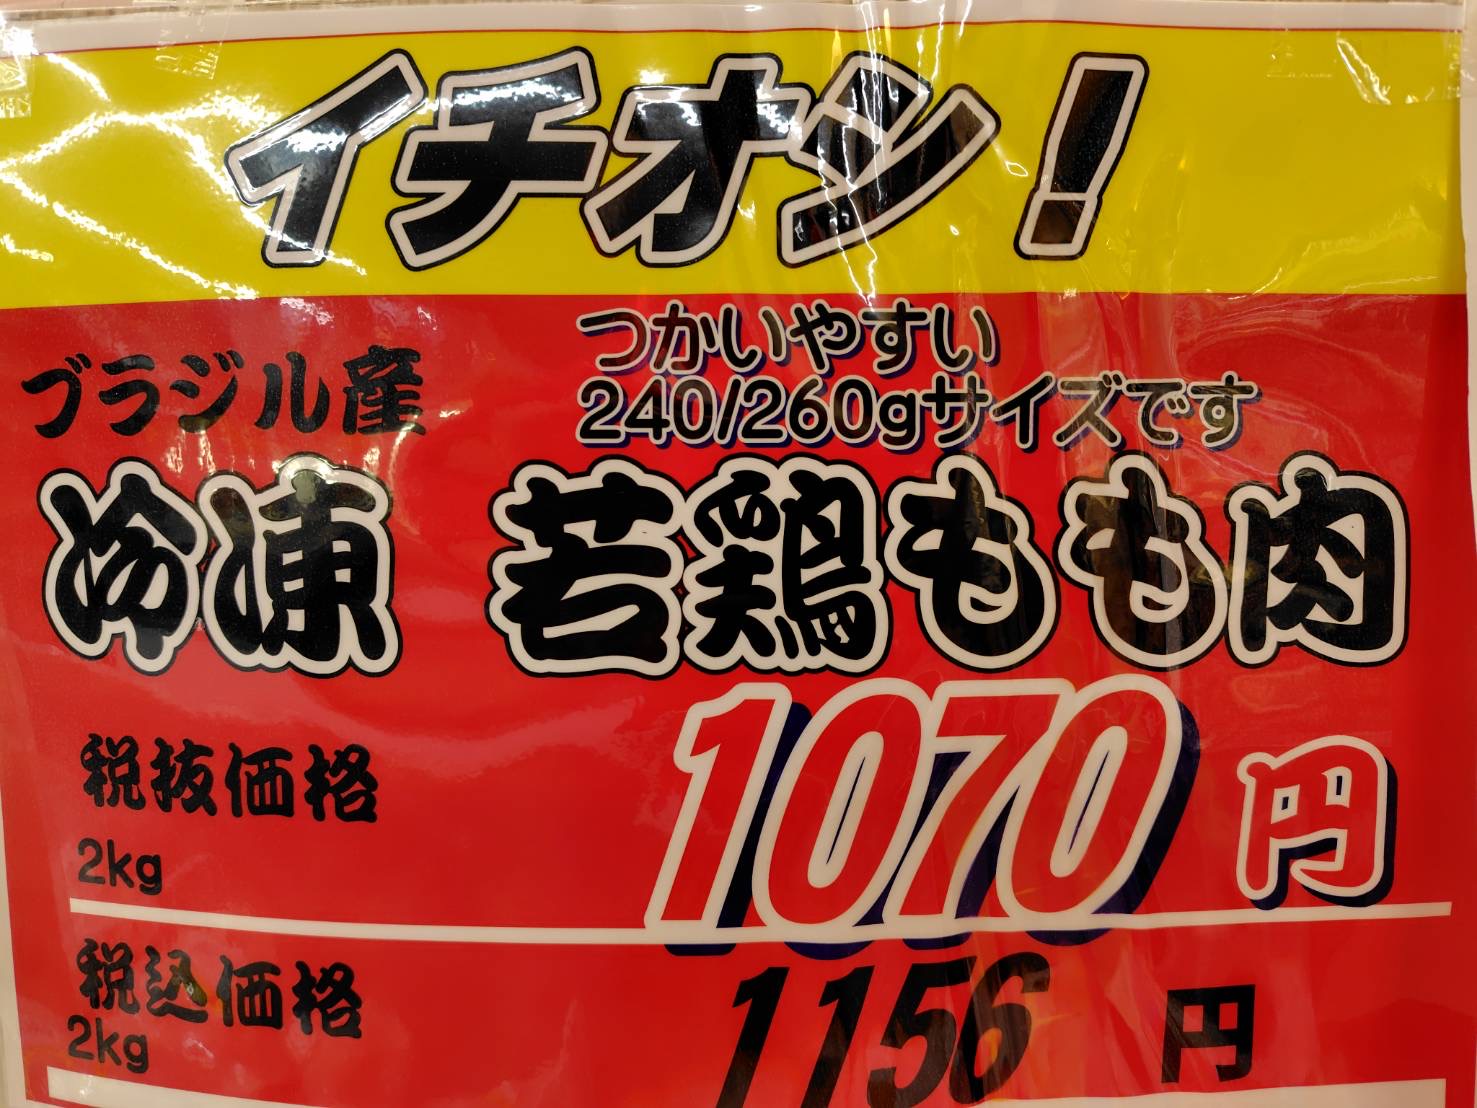 イチオシ!
つかいやすい
ブラジル産 240/260gサイズです
冷凍 若鶏もも肉
税抜価格
2kg 1070円
税込価格
2kg 1156円